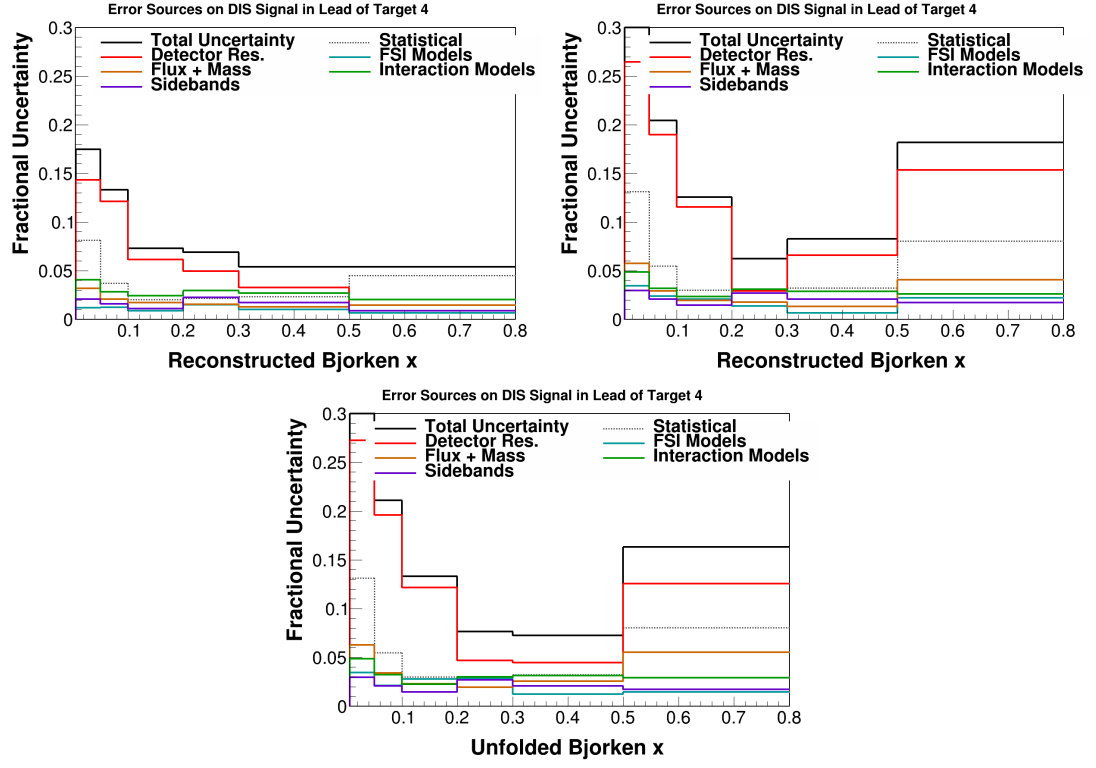 Error Sources on DIS Signal in Lead of Target 4
Fractional Uncertainty
0.3
0.25
0.2
0.15
0.1
0.05
0
Total Uncertainty
Detector Res.
Flux + Mass
Sidebands
Statistical
FSI Models
Interaction Models
0.1 0.2 0.3 0.4 0.5 0.6 0.7 0.8
Reconstructed Bjorken x
Error Sources on DIS Signal in Lead of Target 4
Fractional Uncertainty
0.3
0.25
0.2
0.15
0.1
0.05
0
Total Uncertainty
Detector Res.
Flux + Mass
Sidebands
Statistical
FSI Models
Interaction Models
0.1 0.2 0.3 0.4 0.5 0.6 0.7 0.8
Reconstructed Bjorken x
Error Sources on DIS Signal in Lead of Target 4
Fractional Uncertainty
0.3
0.25
0.2
0.15
0.1
0.05
0
Total Uncertainty
Detector Res.
Flux + Mass
Sidebands
Statistical
FSI Models
Interaction Models
0.1 0.2 0.3 0.4 0.5 0.6 0.7 0.8
Unfolded Bjorken x